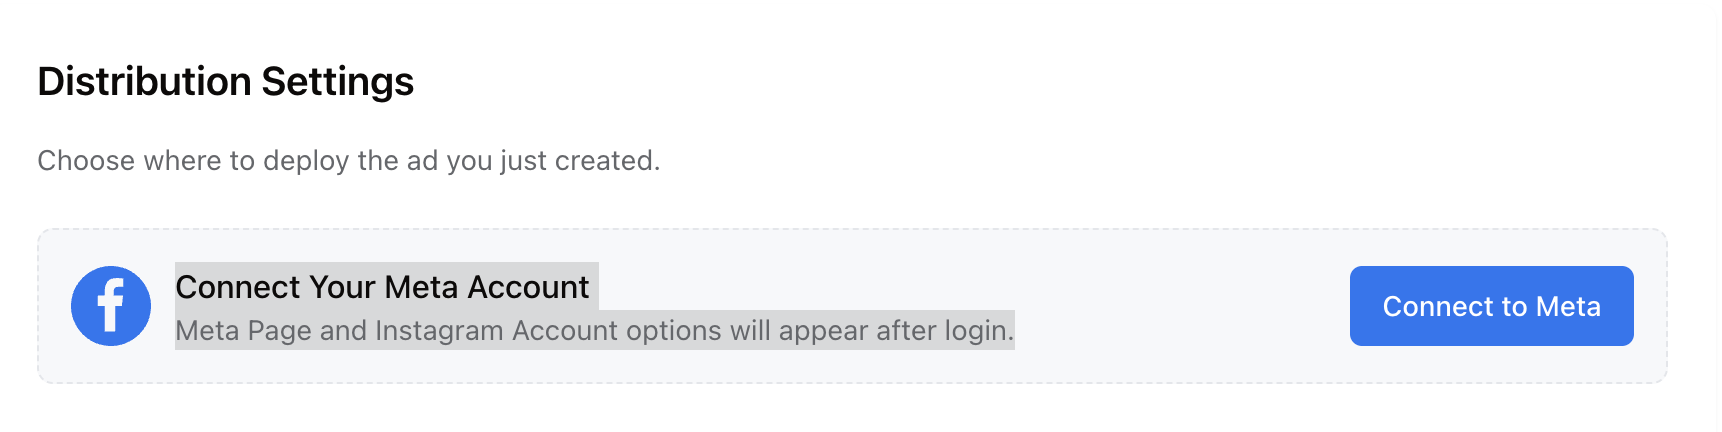 Distribution Settings
Choose where to deploy the ad you just created.
Connect Your Meta Account
Meta Page and Instagram Account options will appear after login.
Connect to Meta